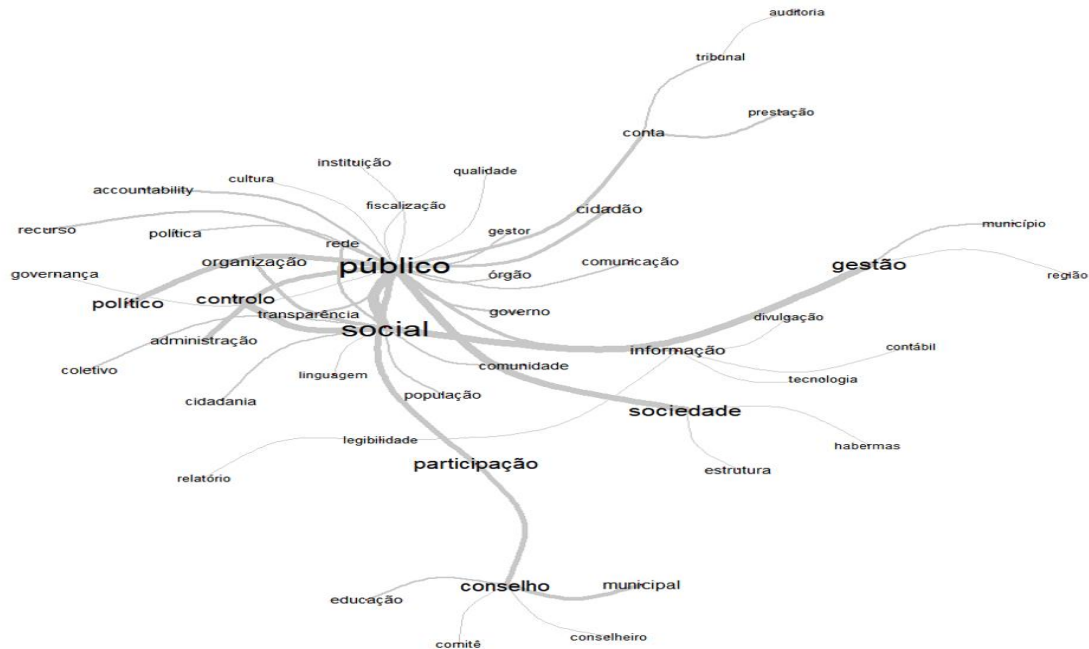 auditoria
tribunal
prestação
conta
instituição
qualidade
cultura
accountability
fiscalização
cidadão
município
recurso
política
gestor
rede
organização
público
comunicação
gestão
governança
órgão
região
político
controlo
transparência
governo
divulgação
social
administração
informação
contábil
coletivo
linguagem
comunidade
tecnologia
cidadania
população
sociedade
legibilidade
habermas
participação
estrutura
relatório
conselho
municipal
educação
conselheiro
comitê